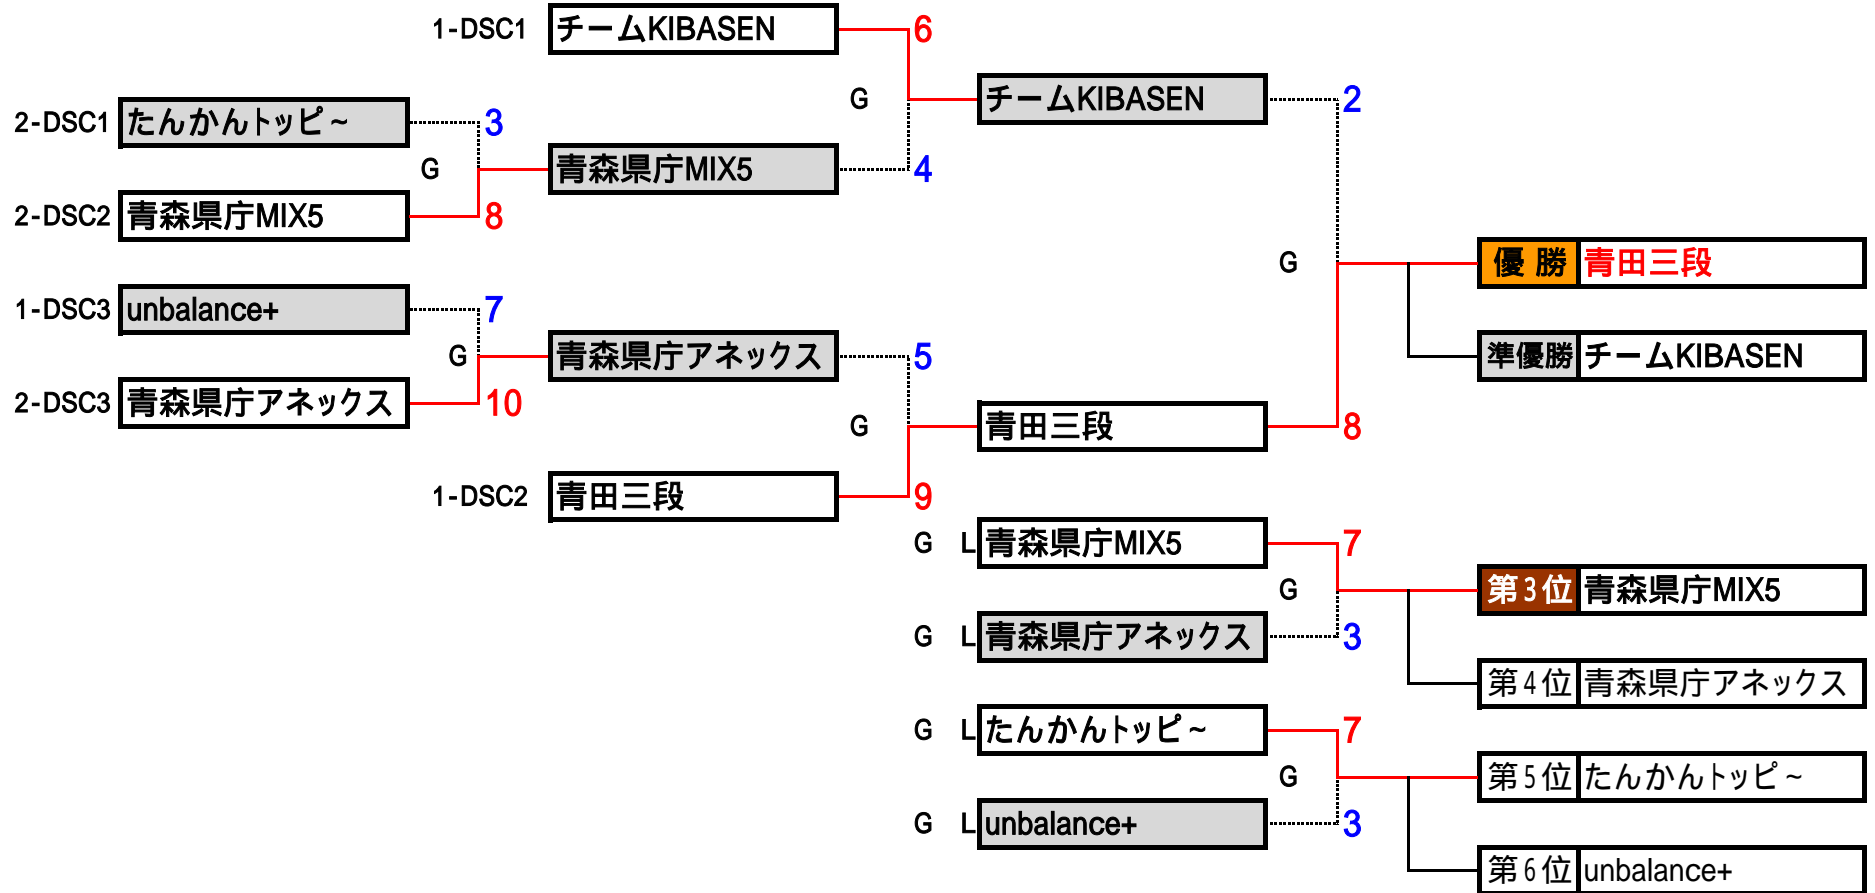 1-DSC1 チームKIBASEN 6
G チームKIBASEN 2
2-DSC1 たんかんトッピ～ 3
G 青森県庁MIX5 4
2-DSC2 青森県庁MIX5 8
G 優勝 青田三段
1-DSC3 unbalance+ 7
G 青森県庁アネックス 5
準優勝 チームKIBASEN
2-DSC3 青森県庁アネックス 10
G 青田三段 8
1-DSC2 青田三段 9
G L 青森県庁MIX5 7
G 第3位 青森県庁MIX5
G L 青森県庁アネックス 3
第4位 青森県庁アネックス
G L たんかんトッピ～ 7
G 第5位 たんかんトッピ～
G L unbalance+ 3
第6位 unbalance+